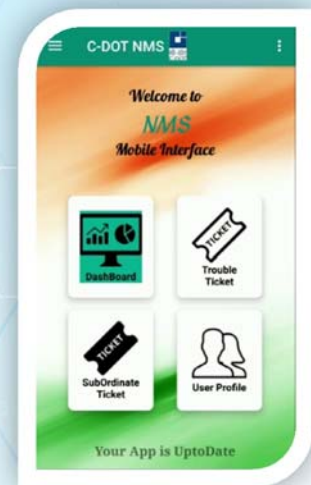 C-DOT NMS
Welcome to
NMS
Mobile Interface
DashBoard
TICKET
Trouble
Ticket
TICKET
SubOrdinate
Ticket
User Profile
Your App is UptoDate